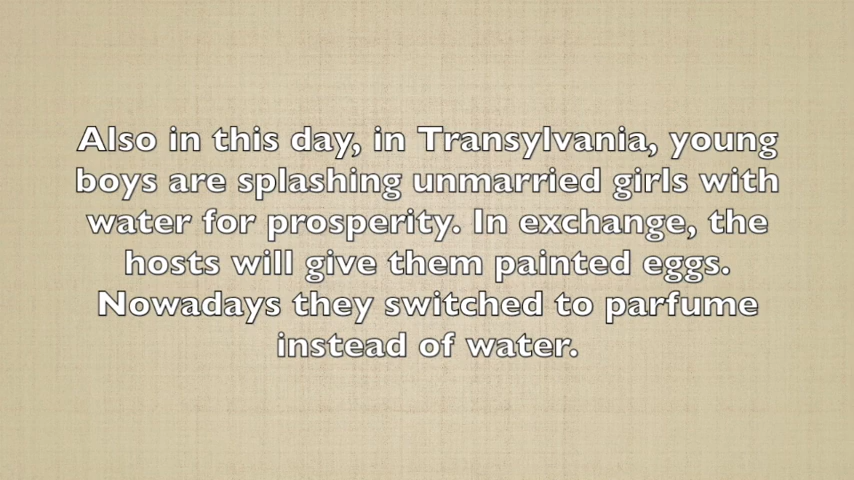 Also in this day, in Transylvania, young
boys are splashing unmarried girls with
water for prosperity. In exchange, the
hosts will give them painted eggs.
Nowadays they switched to parfume
instead of water.